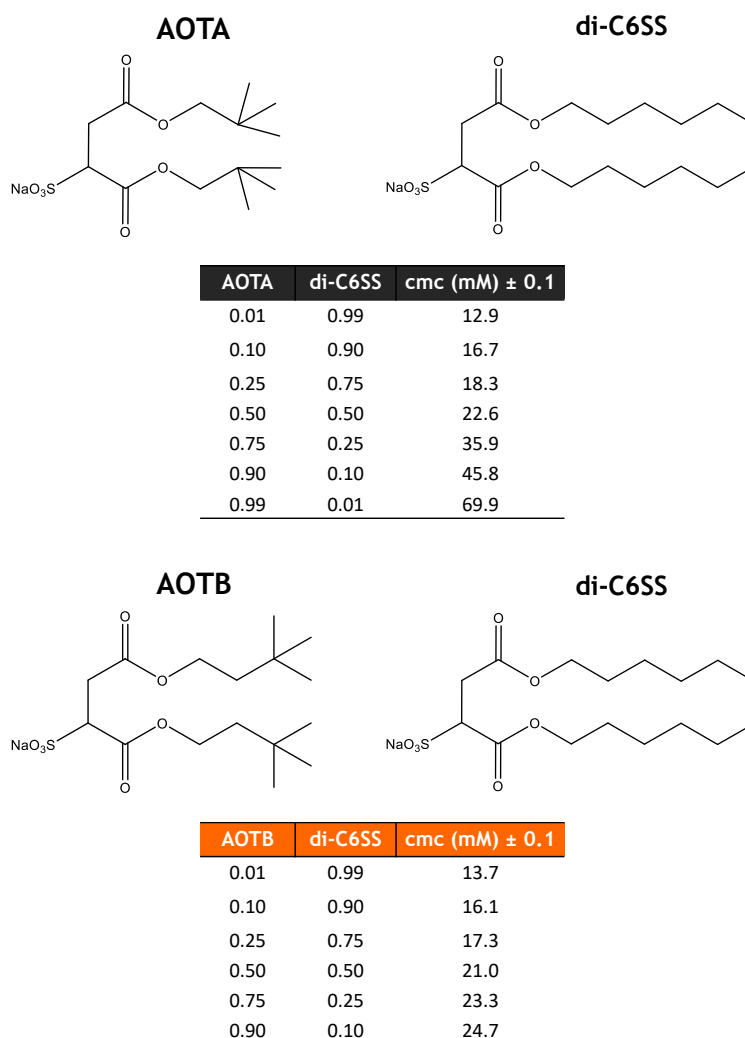 AOTA di-C6SS
O O
O O
O O
NaO₃S NaO₃S
O O
AOTA di-C6SS cmc (mM) ± 0.1
0.01 0.99 12.9
0.10 0.90 16.7
0.25 0.75 18.3
0.50 0.50 22.6
0.75 0.25 35.9
0.90 0.10 45.8
0.99 0.01 69.9
AOTB di-C6SS
O O
O O
O O
NaO₃S NaO₃S
O O
AOTB di-C6SS cmc (mM) ± 0.1
0.01 0.99 13.7
0.10 0.90 16.1
0.25 0.75 17.3
0.50 0.50 21.0
0.75 0.25 23.3
0.90 0.10 24.7